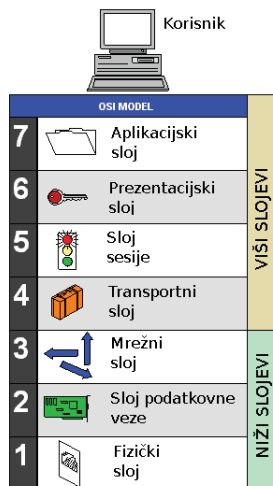 Korisnik
OSI MODEL
7
Aplikacijski
sloj
6
Prezentacijski
sloj
5
Sloj
sesije
4
Transportni
sloj
3
Mrežni
sloj
2
Sloj podatkovne
veze
1
Fizički
sloj
VIŠI SLOJEVI
NIŽI SLOJEVI